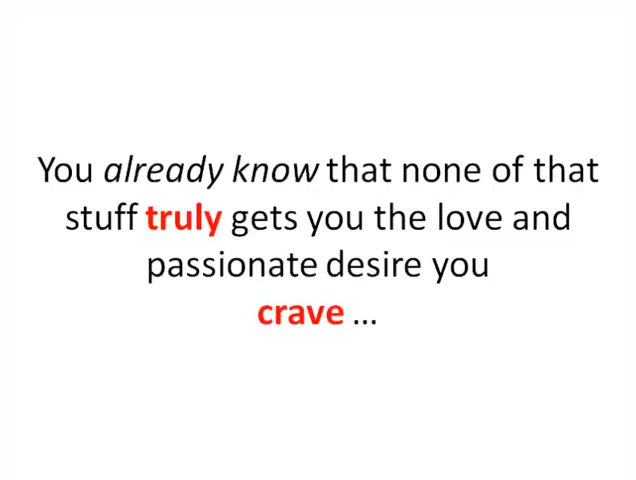 You already know that none of that
stuff truly gets you the love and
passionate desire you
crave ...